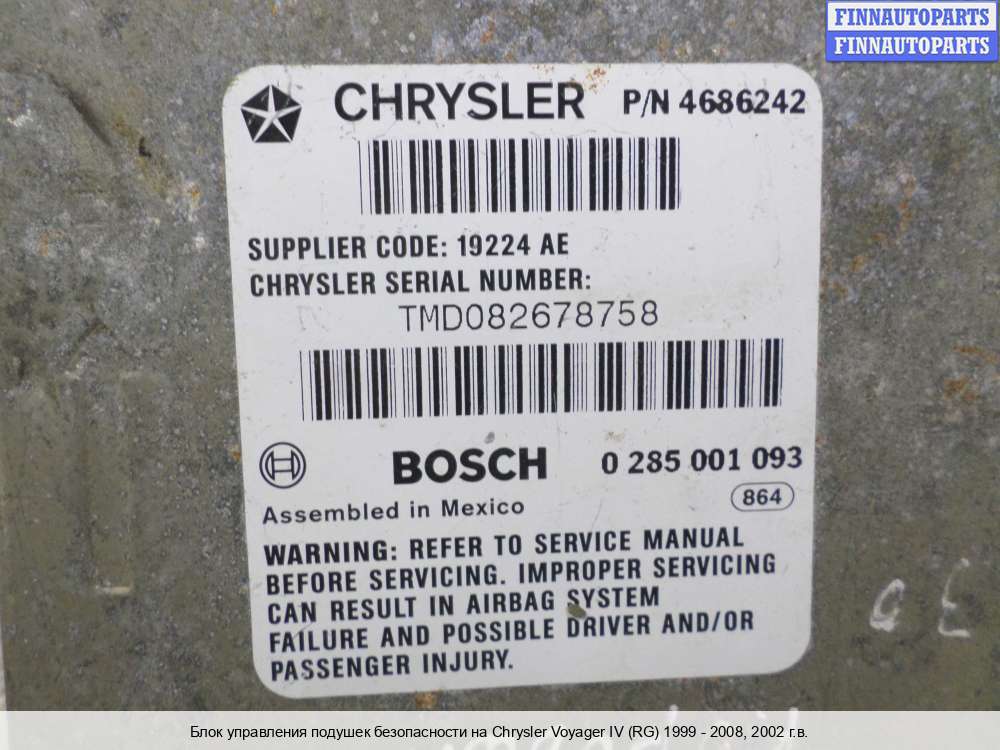 FINNAUTOPARTS
FINNAUTOPARTS
CHRYSLER P/N 4686242
SUPPLIER CODE: 19224 AE
CHRYSLER SERIAL NUMBER:
TMD082678758
BOSCH 0 285 001 093
Assembled in Mexico 864
WARNING: REFER TO SERVICE MANUAL
BEFORE SERVICING. IMPROPER SERVICING
CAN RESULT IN AIRBAG SYSTEM
FAILURE AND POSSIBLE DRIVER AND/OR
PASSENGER INJURY.
Блок управления подушек безопасности на Chrysler Voyager IV (RG) 1999 - 2008, 2002 г.в.